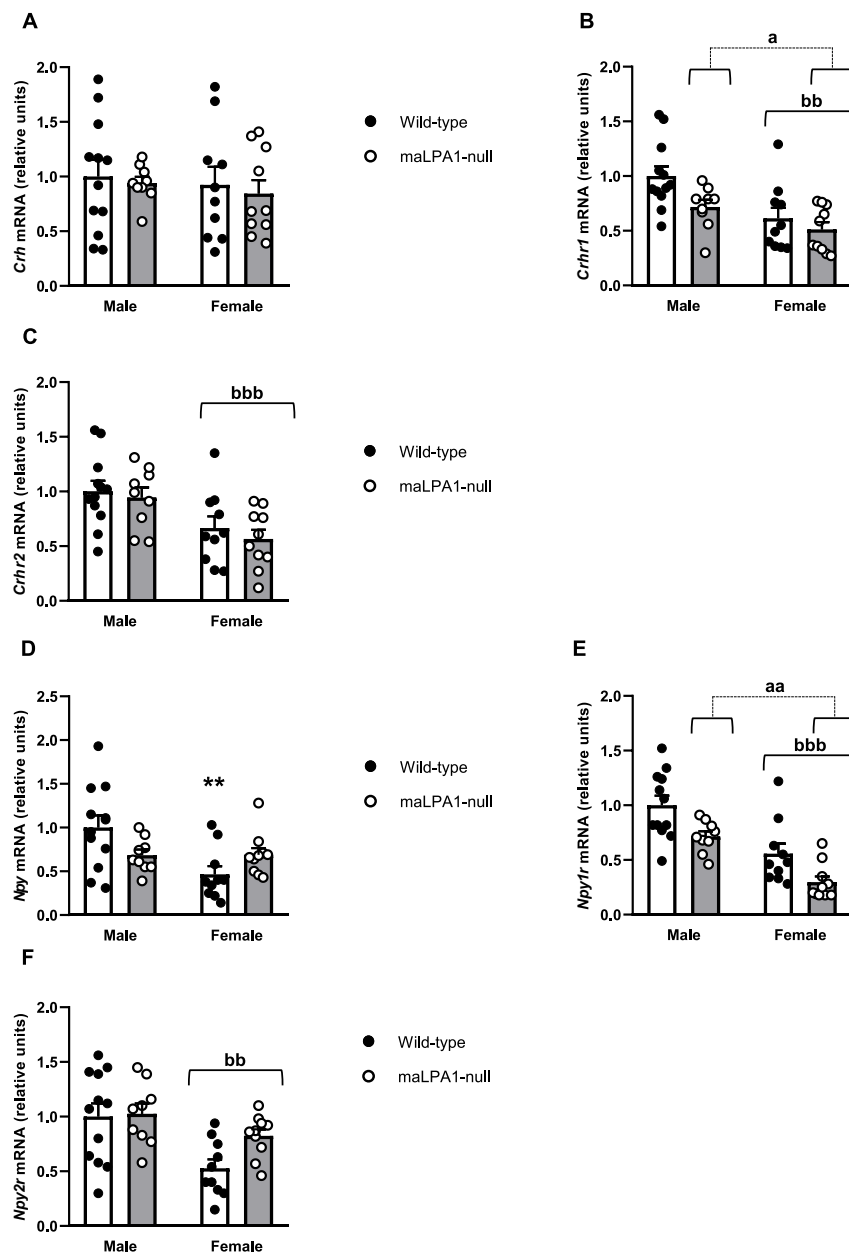 A
Crh mRNA (relative units)
2.0
1.5
1.0
0.5
0.0
Male
Female
Wild-type
maLPA1-null
B
Crhr1 mRNA (relative units)
2.0
1.5
1.0
0.5
0.0
a
bb
Male
Female
C
Crhr2 mRNA (relative units)
2.0
1.5
1.0
0.5
0.0
bbb
Male
Female
Wild-type
maLPA1-null
D
Npy mRNA (relative units)
2.5
2.0
1.5
1.0
0.5
0.0
**
Male
Female
Wild-type
maLPA1-null
E
Npy1r mRNA (relative units)
2.0
1.5
1.0
0.5
0.0
aa
bbb
Male
Female
F
Npy2r mRNA (relative units)
2.0
1.5
1.0
0.5
0.0
bb
Male
Female
Wild-type
maLPA1-null